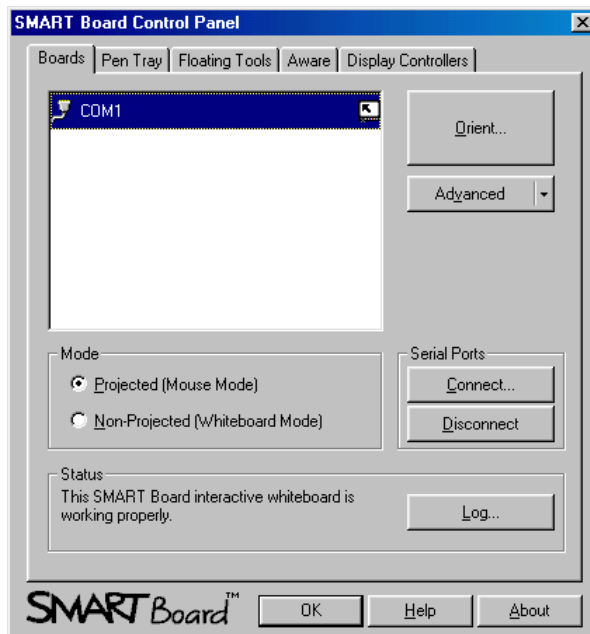 SMART Board Control Panel
Boards Pen Tray Floating Tools Aware Display Controllers
COM1
Orient...
Advanced
Mode
Projected (Mouse Mode)
Non-Projected (Whiteboard Mode)
Serial Ports
Connect...
Disconnect
Status
This SMART Board interactive whiteboard is
working properly.
Log...
SMART Board™
OK
Help
About